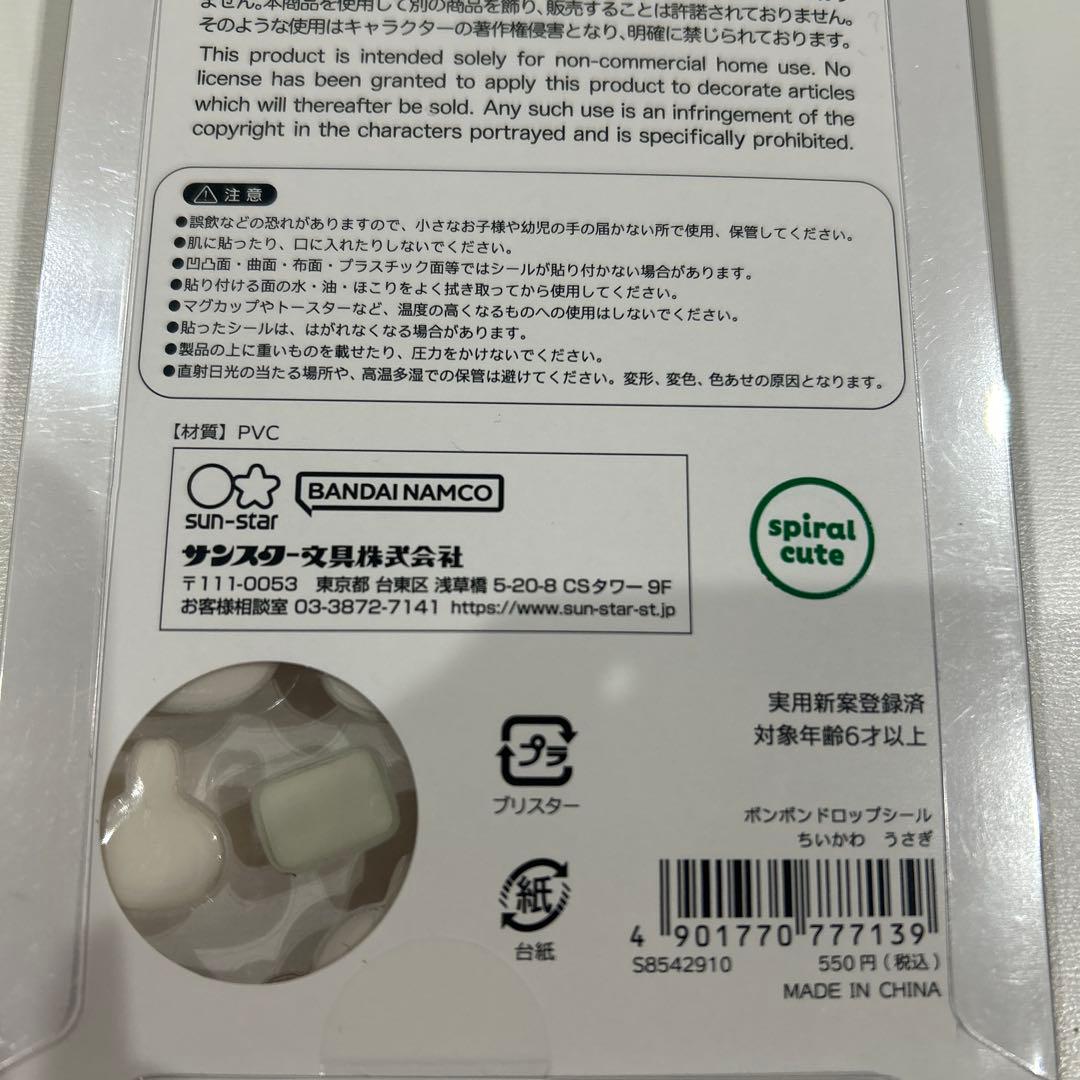 ません。本商品を使用して別の商品を飾り、販売することは許諾されておりません。
そのような使用はキャラクターの著作権侵害となり、明確に禁じられております。
This product is intended solely for non-commercial home use. No
license has been granted to apply this product to decorate articles
which will thereafter be sold. Any such use is an infringement of the
copyright in the characters portrayed and is specifically prohibited.
注意
●誤飲などの恐れがありますので、小さなお子様や幼児の手の届かない所で使用、保管してください。
●肌に貼ったり、口に入れたりしないでください。
●凹凸面・曲面・布面・プラスチック面等ではシールが貼り付かない場合があります。
●貼り付ける面の水・油・ほこりをよく拭き取ってから使用してください。
●マグカップやトースターなど、温度の高くなるものへの使用はしないでください。
●貼ったシールは、はがれなくなる場合があります。
●製品の上に重いものを載せたり、圧力をかけないでください。
●直射日光の当たる場所や、高温多湿での保管は避けてください。変形、変色、色あせの原因となります。
【材質】PVC
sun-star
BANDAI NAMCO
サンスター文具株式会社
〒111-0053 東京都 台東区 浅草橋 5-20-8 CSタワー 9F
お客様相談室 03-3872-7141 https://www.sun-star-st.jp
spiral
cute
実用新案登録済
対象年齢6才以上
プラ
ブリスター
紙
台紙
ボンボンドロップシール
ちいかわ うさぎ
4 901770 777139
S8542910 550円(税込)
MADE IN CHINA